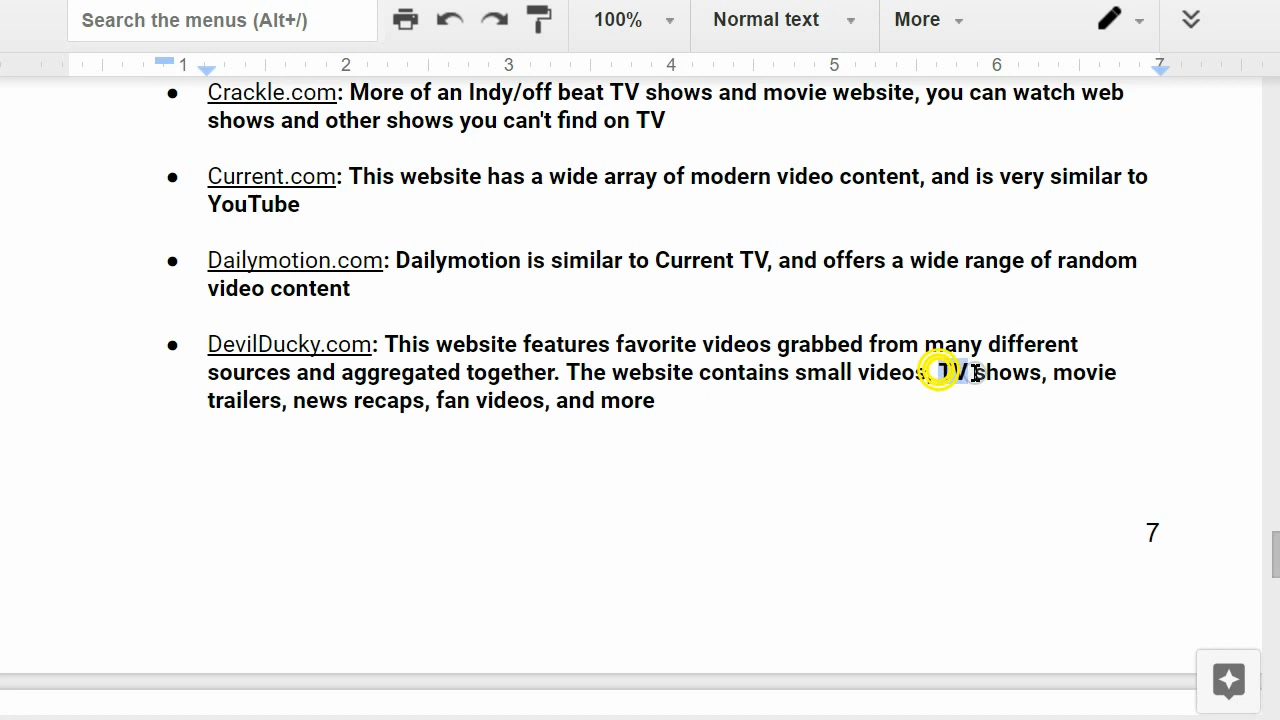 Search the menus (Alt+/)
100%
Normal text
More
1 2 3 4 5 6 7
● Crackle.com: More of an Indy/off beat TV shows and movie website, you can watch web
shows and other shows you can't find on TV
● Current.com: This website has a wide array of modern video content, and is very similar to
YouTube
● Dailymotion.com: Dailymotion is similar to Current TV, and offers a wide range of random
video content
● DevilDucky.com: This website features favorite videos grabbed from many different
sources and aggregated together. The website contains small videos, TV shows, movie
trailers, news recaps, fan videos, and more
7